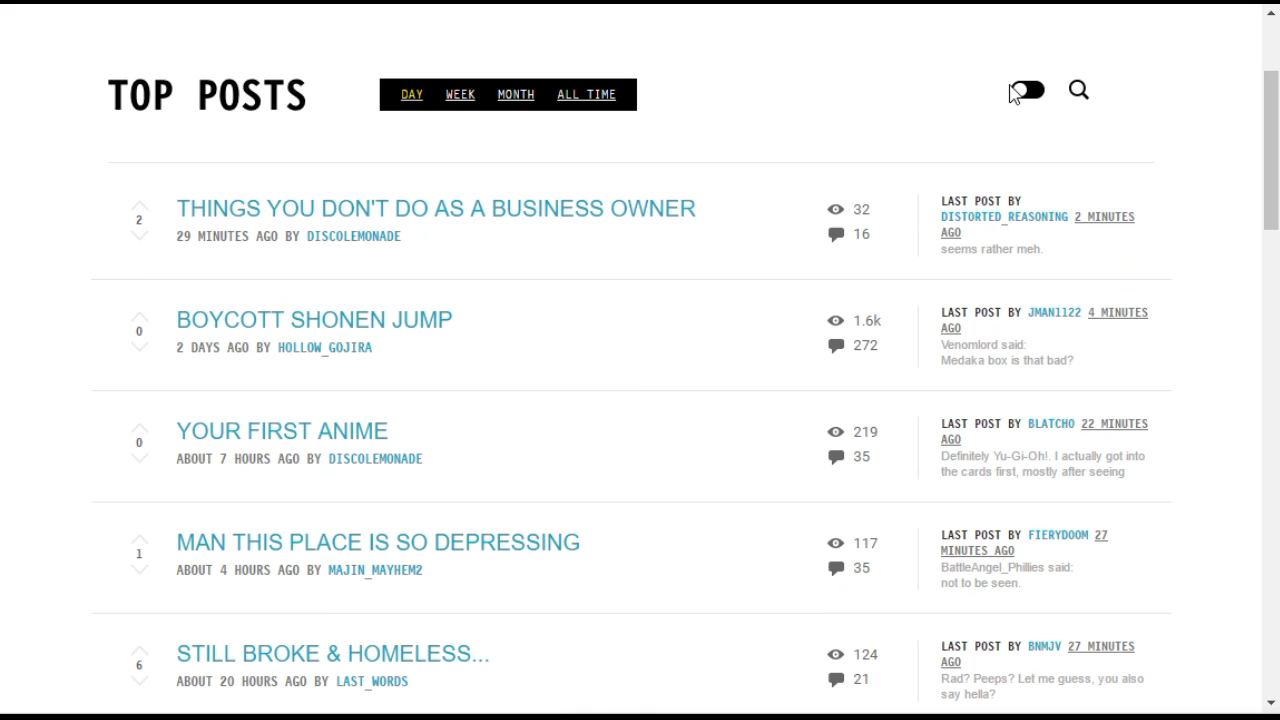 TOP POSTS
DAY WEEK MONTH ALL TIME
2
THINGS YOU DON'T DO AS A BUSINESS OWNER
29 MINUTES AGO BY DISCOLEMONADE
32
16
LAST POST BY
DISTORTED_REASONING 2 MINUTES
AGO
seems rather meh.
0
BOYCOTT SHONEN JUMP
2 DAYS AGO BY HOLLOW_GOJIRA
1.6k
272
LAST POST BY JMAN1122 4 MINUTES
AGO
Venomlord said:
Medaka box is that bad?
0
YOUR FIRST ANIME
ABOUT 7 HOURS AGO BY DISCOLEMONADE
219
35
LAST POST BY BLATCHO 22 MINUTES
AGO
Definitely Yu-Gi-Oh!. I actually got into
the cards first, mostly after seeing
1
MAN THIS PLACE IS SO DEPRESSING
ABOUT 4 HOURS AGO BY MAJIN_MAYHEM2
117
35
LAST POST BY FIERYDOOM 27
MINUTES AGO
BattleAngel_Phillies said:
not to be seen.
6
STILL BROKE & HOMELESS...
ABOUT 20 HOURS AGO BY LAST_WORDS
124
21
LAST POST BY BNMJV 27 MINUTES
AGO
Rad? Peeps? Let me guess, you also
say hella?